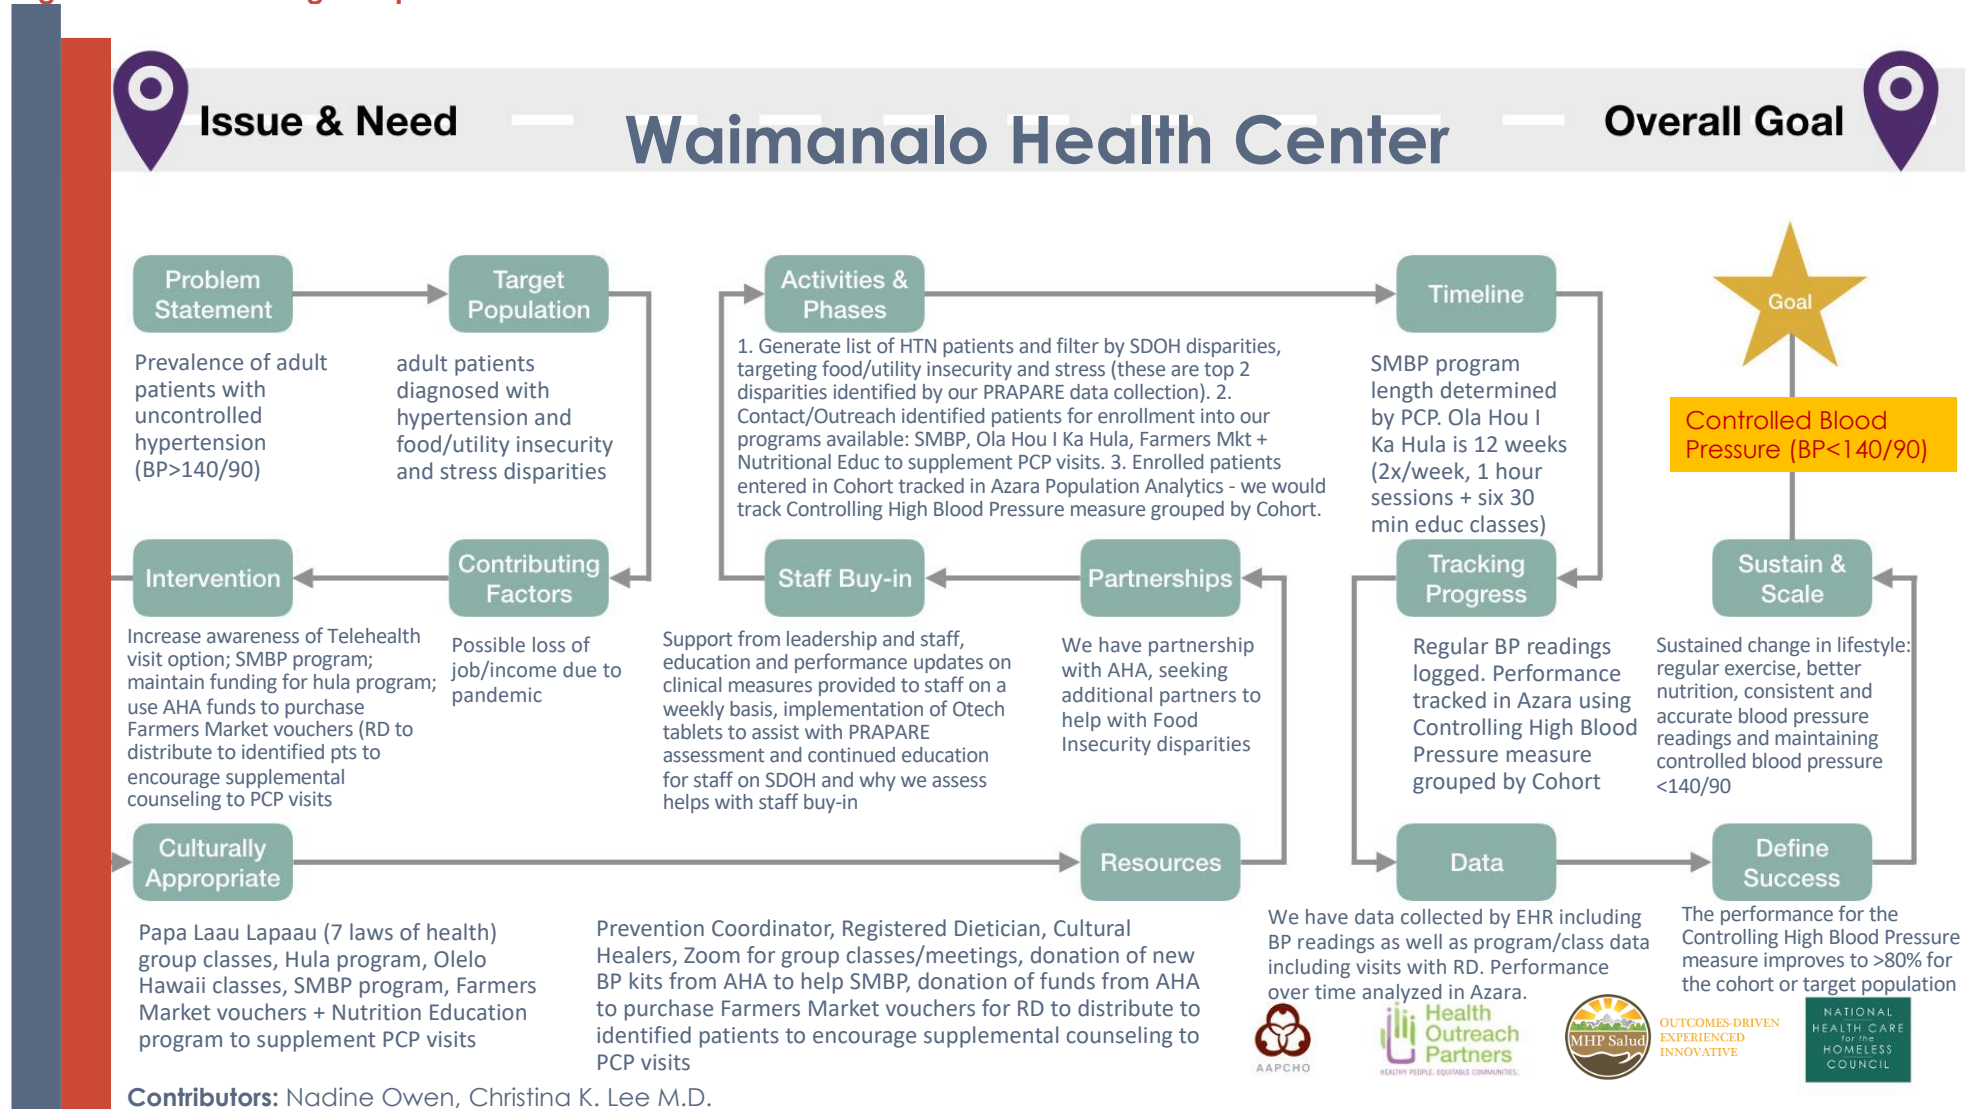 Issue & Need
Waimanalo Health Center
Overall Goal
Problem
Statement
Prevalence of adult
patients with
uncontrolled
hypertension
(BP>140/90)
Target
Population
adult patients
diagnosed with
hypertension and
food/utility insecurity
and stress disparities
Activities &
Phases
1. Generate list of HTN patients and filter by SDOH disparities,
targeting food/utility insecurity and stress (these are top 2
disparities identified by our PRAPARE data collection). 2.
Contact/Outreach identified patients for enrollment into our
programs available: SMBP, Ola Hou I Ka Hula, Farmers Mkt +
Nutritional Educ to supplement PCP visits. 3. Enrolled patients
entered in Cohort tracked in Azara Population Analytics - we would
track Controlling High Blood Pressure measure grouped by Cohort.
Timeline
SMBP program
length determined
by PCP. Ola Hou I
Ka Hula is 12 weeks
(2x/week, 1 hour
sessions + six 30
min educ classes)
Goal
Controlled Blood
Pressure (BP<140/90)
Intervention
Increase awareness of Telehealth
visit option; SMBP program;
maintain funding for hula program;
use AHA funds to purchase
Farmers Market vouchers (RD to
distribute to identified pts to
encourage supplemental
counseling to PCP visits
Contributing
Factors
Possible loss of
job/income due to
pandemic
Staff Buy-in
Support from leadership and staff,
education and performance updates on
clinical measures provided to staff on a
weekly basis, implementation of Otech
tablets to assist with PRAPARE
assessment and continued education
for staff on SDOH and why we assess
helps with staff buy-in
Partnerships
We have partnership
with AHA, seeking
additional partners to
help with Food
Insecurity disparities
Tracking
Progress
Regular BP readings
logged. Performance
tracked in Azara using
Controlling High Blood
Pressure measure
grouped by Cohort
Sustain &
Scale
Sustained change in lifestyle:
regular exercise, better
nutrition, consistent and
accurate blood pressure
readings and maintaining
controlled blood pressure
<140/90
Culturally
Appropriate
Papa Laau Lapaau (7 laws of health)
group classes, Hula program, Olelo
Hawaii classes, SMBP program, Farmers
Market vouchers + Nutrition Education
program to supplement PCP visits
Resources
Prevention Coordinator, Registered Dietician, Cultural
Healers, Zoom for group classes/meetings, donation of new
BP kits from AHA to help SMBP, donation of funds from AHA
to purchase Farmers Market vouchers for RD to distribute to
identified patients to encourage supplemental counseling to
PCP visits
Data
We have data collected by EHR including
BP readings as well as program/class data
including visits with RD. Performance
over time analyzed in Azara.
Define
Success
The performance for the
Controlling High Blood Pressure
measure improves to >80% for
the cohort or target population
AAPCHO
Health
Outreach
Partners
HEALTHY PEOPLE. EQUITABLE COMMUNITIES.
MHP Salud
OUTCOMES-DRIVEN
EXPERIENCED
INNOVATIVE
NATIONAL
HEALTH CARE
for the
HOMELESS
COUNCIL
Contributors: Nadine Owen, Christina K. Lee M.D.